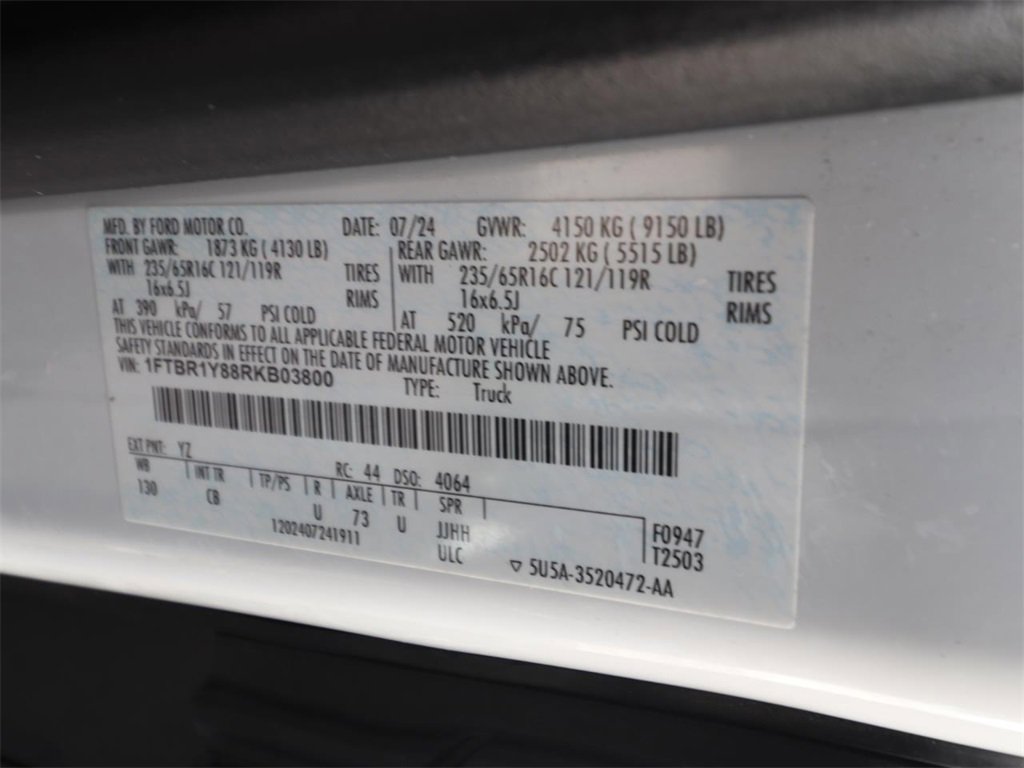 MFD. BY FORD MOTOR CO. DATE: 07/24 GVWR: 4150 KG ( 9150 LB)
FRONT GAWR: 1873 KG ( 4130 LB) REAR GAWR: 2502 KG ( 5515 LB)
WITH 235/65R16C 121/119R TIRES WITH 235/65R16C 121/119R TIRES
16x6.5J RIMS 16x6.5J RIMS
AT 390 kPa/ 57 PSI COLD AT 520 kPa/ 75 PSI COLD
THIS VEHICLE CONFORMS TO ALL APPLICABLE FEDERAL MOTOR VEHICLE
SAFETY STANDARDS IN EFFECT ON THE DATE OF MANUFACTURE SHOWN ABOVE.
VIN: 1FTBR1Y88RKB03800 TYPE: Truck
EXT PNT: YZ RC: 44 DSO: 4064
WB INT TR TP/PS R AXLE TR SPR
130 CB U 73 U JJHH F0947
1202407241911 ULC T2503
▽ 5U5A-3520472-AA